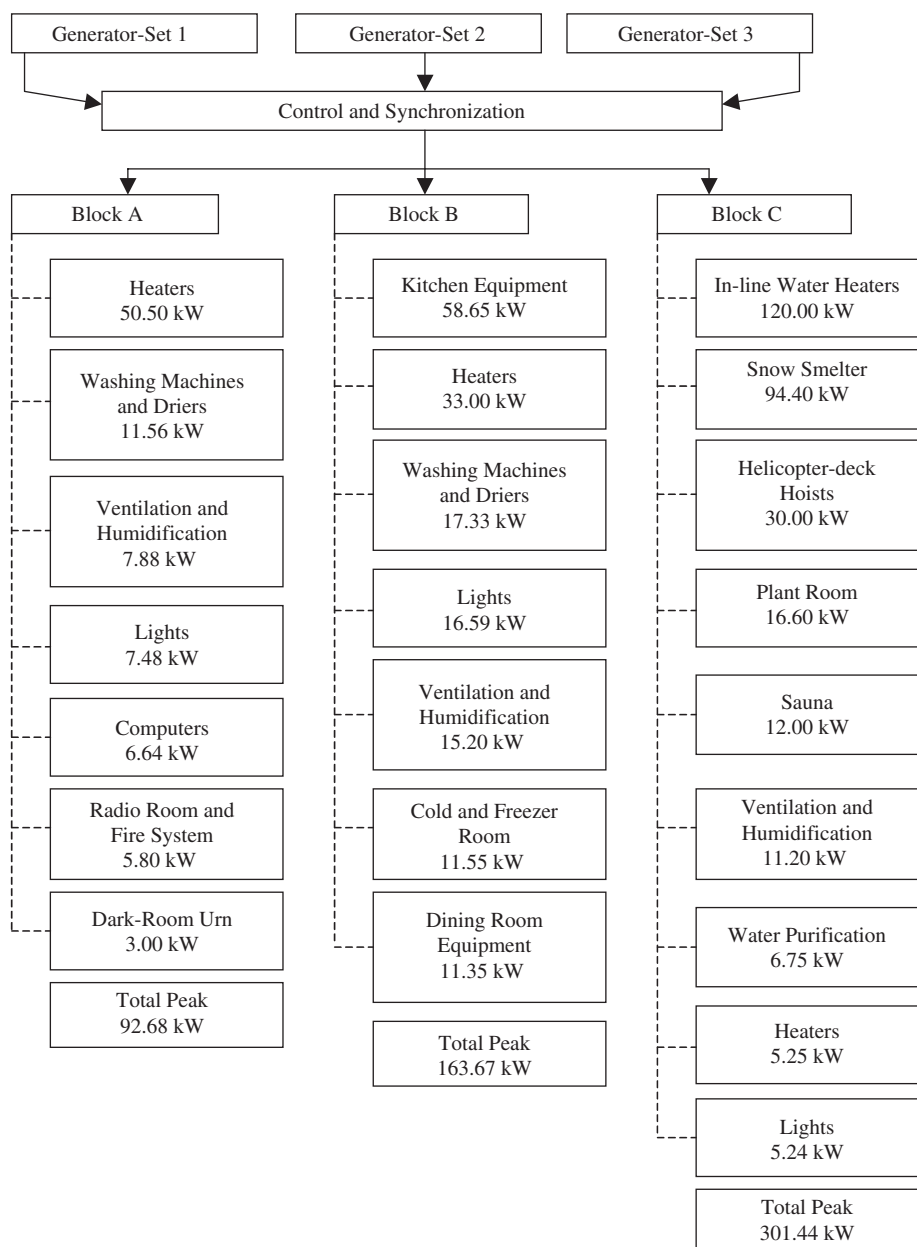 Generator-Set 1
Generator-Set 2
Generator-Set 3
Control and Synchronization
Block A
Block B
Block C
Heaters
50.50 kW
Washing Machines
and Driers
11.56 kW
Ventilation and
Humidification
7.88 kW
Lights
7.48 kW
Computers
6.64 kW
Radio Room and
Fire System
5.80 kW
Dark-Room Urn
3.00 kW
Total Peak
92.68 kW
Kitchen Equipment
58.65 kW
Heaters
33.00 kW
Washing Machines
and Driers
17.33 kW
Lights
16.59 kW
Ventilation and
Humidification
15.20 kW
Cold and Freezer
Room
11.55 kW
Dining Room
Equipment
11.35 kW
Total Peak
163.67 kW
In-line Water Heaters
120.00 kW
Snow Smelter
94.40 kW
Helicopter-deck
Hoists
30.00 kW
Plant Room
16.60 kW
Sauna
12.00 kW
Ventilation and
Humidification
11.20 kW
Water Purification
6.75 kW
Heaters
5.25 kW
Lights
5.24 kW
Total Peak
301.44 kW